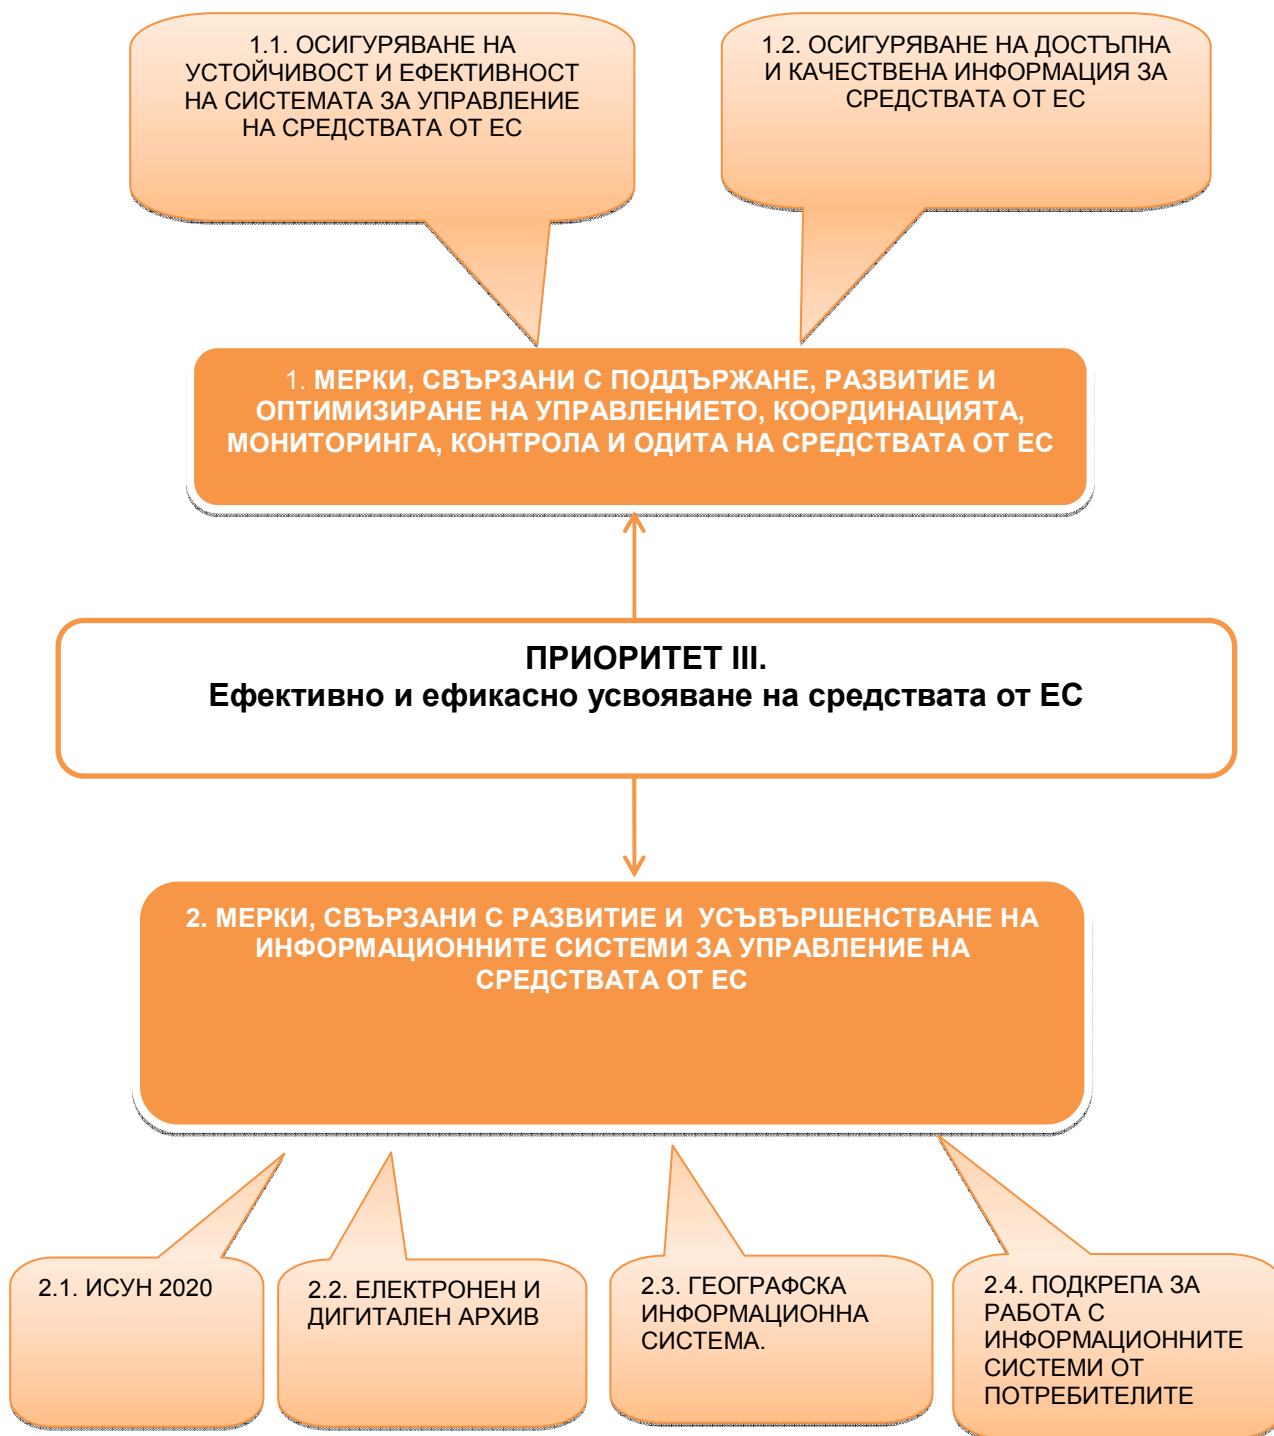 1.1. ОСИГУРЯВАНЕ НА
УСТОЙЧИВОСТ И ЕФЕКТИВНОСТ
НА СИСТЕМАТА ЗА УПРАВЛЕНИЕ
НА СРЕДСТВАТА ОТ ЕС
1.2. ОСИГУРЯВАНЕ НА ДОСТЪПНА
И КАЧЕСТВЕНА ИНФОРМАЦИЯ ЗА
СРЕДСТВАТА ОТ ЕС
1. МЕРКИ, СВЪРЗАНИ С ПОДДЪРЖАНЕ, РАЗВИТИЕ И
ОПТИМИЗИРАНЕ НА УПРАВЛЕНИЕТО, КООРДИНАЦИЯТА,
МОНИТОРИНГА, КОНТРОЛА И ОДИТА НА СРЕДСТВАТА ОТ ЕС
ПРИОРИТЕТ III.
Ефективно и ефикасно усвояване на средствата от ЕС
2. МЕРКИ, СВЪРЗАНИ С РАЗВИТИЕ И УСЪВЪРШЕНСТВАНЕ НА
ИНФОРМАЦИОННИТЕ СИСТЕМИ ЗА УПРАВЛЕНИЕ НА
СРЕДСТВАТА ОТ ЕС
2.1. ИСУН 2020
2.2. ЕЛЕКТРОНЕН И
ДИГИТАЛЕН АРХИВ
2.3. ГЕОГРАФСКА
ИНФОРМАЦИОННА
СИСТЕМА.
2.4. ПОДКРЕПА ЗА
РАБОТА С
ИНФОРМАЦИОННИТЕ
СИСТЕМИ ОТ
ПОТРЕБИТЕЛИТЕ